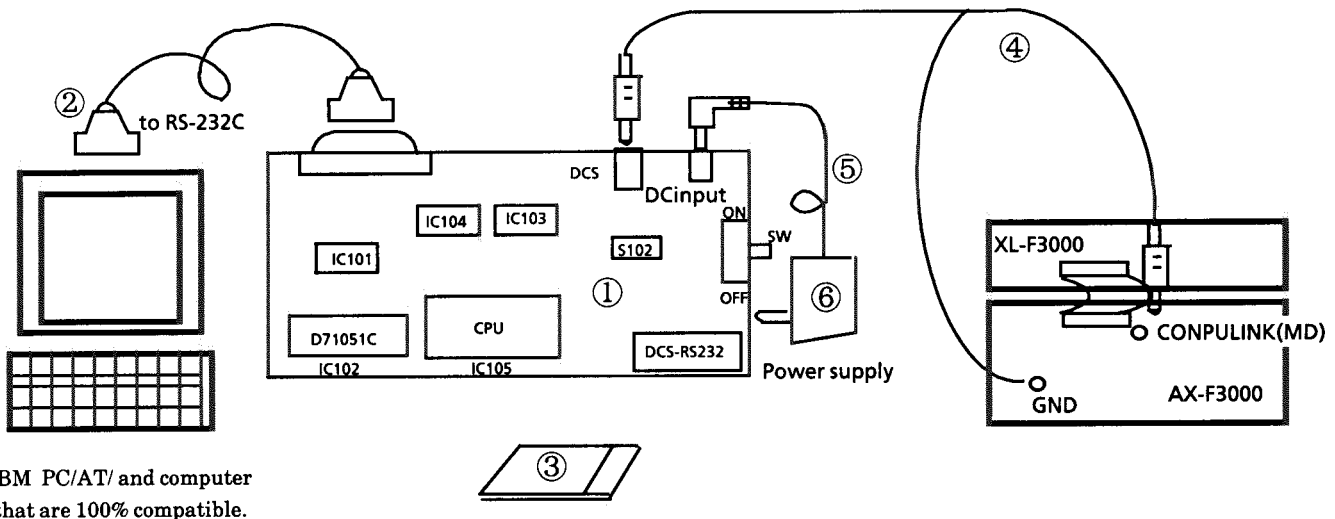 ②
to RS-232C
DCS
DCinput
④
⑤
ON
SW
OFF
IC104
IC103
IC101
S102
①
⑥
D71051C
CPU
DCS-RS232
IC102
IC105
Power supply
XL-F3000
CONPULINK(MD)
GND
AX-F3000
③
BM PC/AT/ and computer
that are 100% compatible.